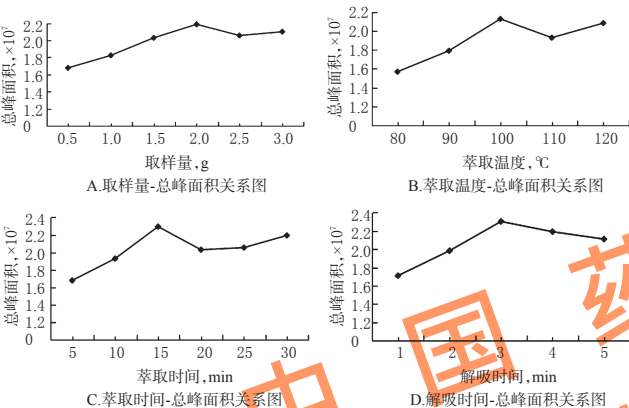 总峰面积,×10⁷
2.2
2.0
1.8
1.6
1.4
1.2
0
0.5 1.0 1.5 2.0 2.5 3.0
取样量,g
A.取样量-总峰面积关系图
总峰面积,×10⁷
2.2
2.0
1.8
1.6
1.4
1.2
0
80 90 100 110 120
萃取温度,℃
B.萃取温度-总峰面积关系图
总峰面积,×10⁷
2.4
2.2
2.0
1.8
1.6
1.4
1.2
0
5 10 15 20 25 30
萃取时间,min
C.萃取时间-总峰面积关系图
总峰面积,×10⁷
2.4
2.2
2.0
1.8
1.6
1.4
1.2
0
1 2 3 4 5
解吸时间,min
D.解吸时间-总峰面积关系图
中国药